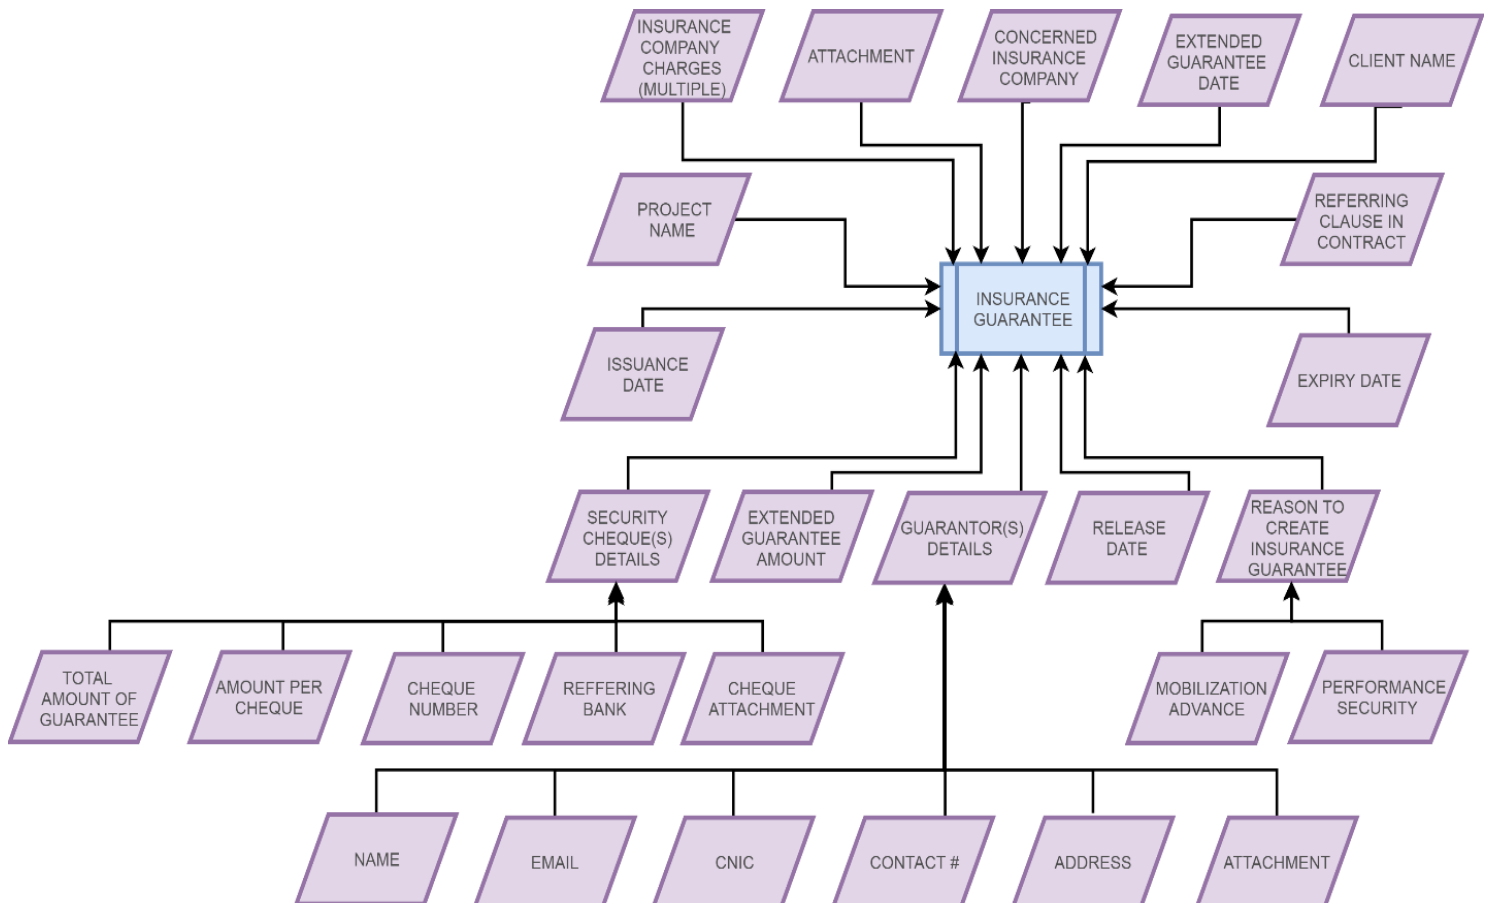 INSURANCE
COMPANY
CHARGES
(MULTIPLE)
ATTACHMENT
CONCERNED
INSURANCE
COMPANY
EXTENDED
GUARANTEE
DATE
CLIENT NAME
PROJECT
NAME
REFERRING
CLAUSE IN
CONTRACT
INSURANCE
GUARANTEE
ISSUANCE
DATE
EXPIRY DATE
SECURITY
CHEQUE(S)
DETAILS
EXTENDED
GUARANTEE
AMOUNT
GUARANTOR(S)
DETAILS
RELEASE
DATE
REASON TO
CREATE
INSURANCE
GUARANTEE
TOTAL
AMOUNT OF
GUARANTEE
AMOUNT PER
CHEQUE
CHEQUE
NUMBER
REFFERING
BANK
CHEQUE
ATTACHMENT
MOBILIZATION
ADVANCE
PERFORMANCE
SECURITY
NAME
EMAIL
CNIC
CONTACT #
ADDRESS
ATTACHMENT